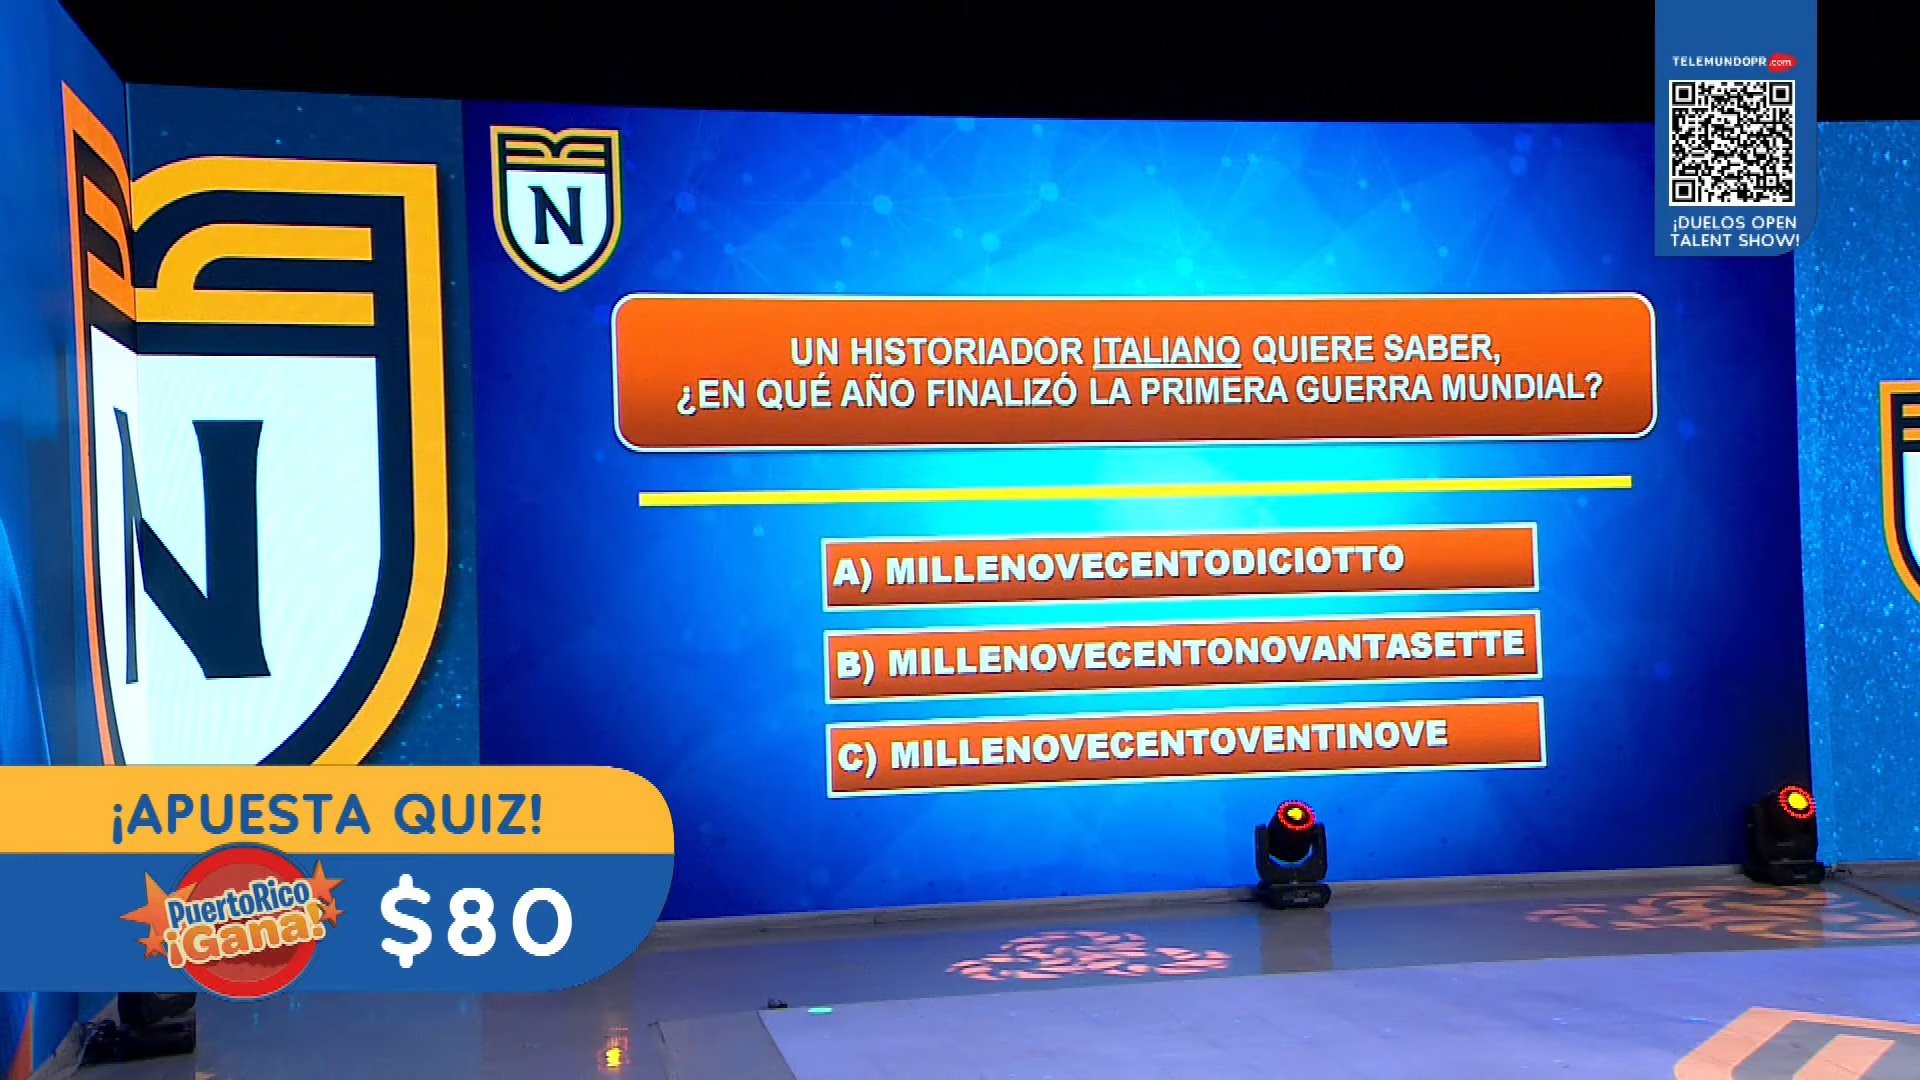 TELEMUNDOPR.com
¡DUELOS OPEN
TALENT SHOW!
N
N
UN HISTORIADOR ITALIANO QUIERE SABER,
¿EN QUÉ AÑO FINALIZÓ LA PRIMERA GUERRA MUNDIAL?
A) MILLENOVECENTODICIOTTO
B) MILLENOVECENTONOVANTASETTE
C) MILLENOVECENTOVENTINOVE
¡APUESTA QUIZ!
PuertoRico
¡Gana!
$80